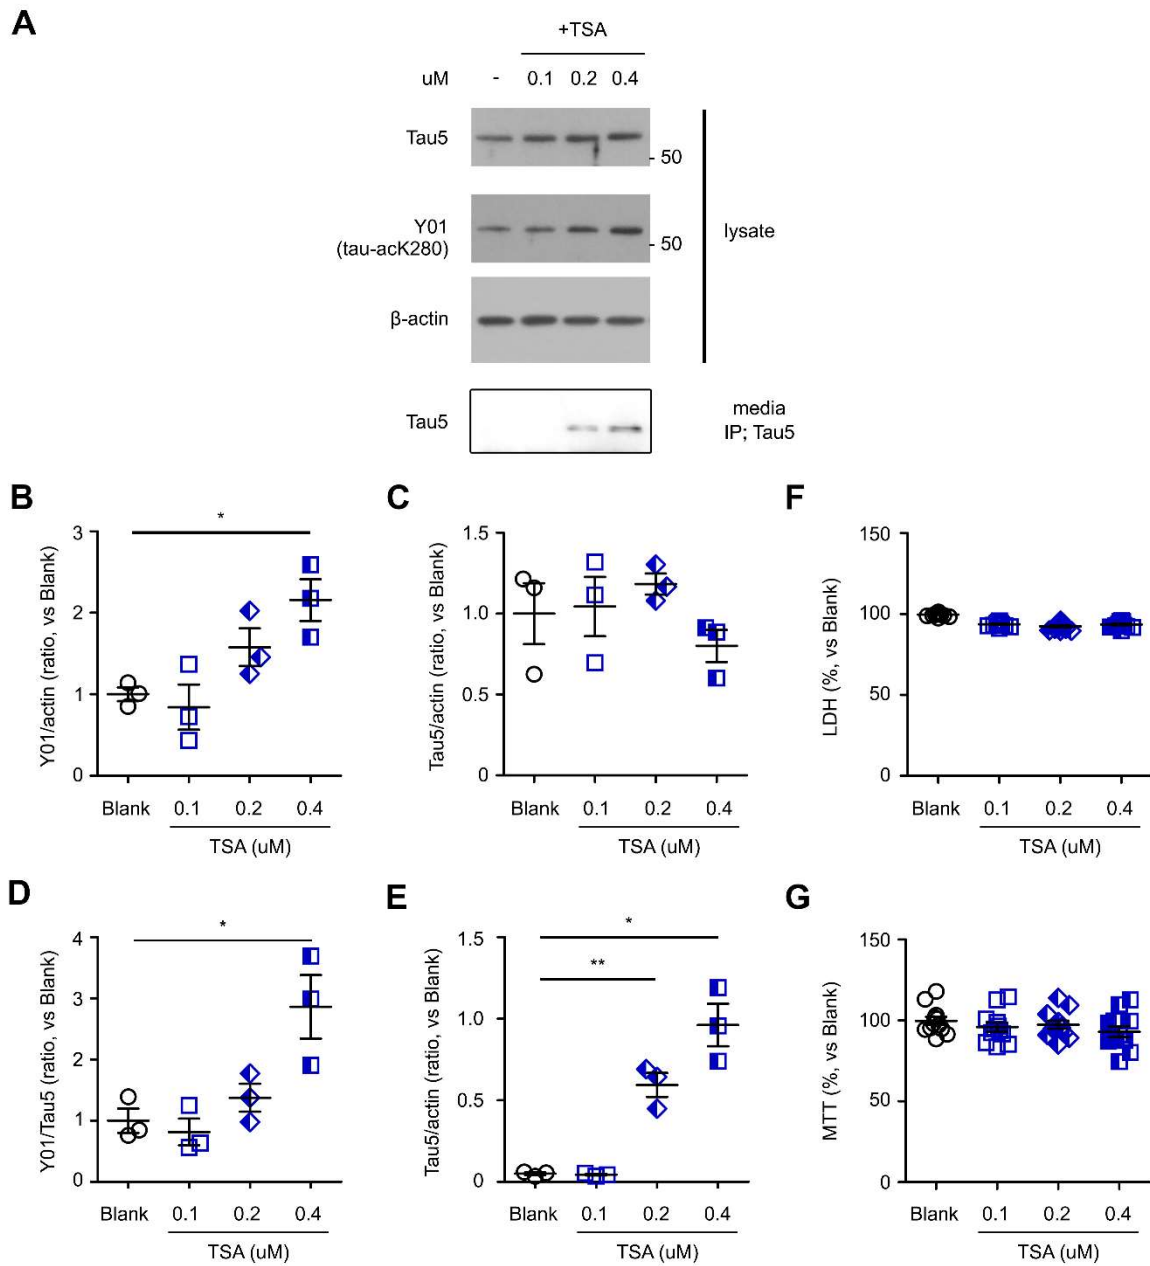 A
+TSA
uM - 0.1 0.2 0.4
Tau5
- 50
Y01
(tau-acK280)
- 50
lysate
β-actin
Tau5
media
IP; Tau5
B
Y01/actin (ratio, vs Blank)
3
2
1
0
*
Blank 0.1 0.2 0.4
TSA (uM)
C
Tau5/actin (ratio, vs Blank)
1.5
1.0
0.5
0
Blank 0.1 0.2 0.4
TSA (uM)
F
LDH (%, vs Blank)
150
100
50
0
Blank 0.1 0.2 0.4
TSA (uM)
D
Y01/Tau5 (ratio, vs Blank)
4
3
2
1
0
*
Blank 0.1 0.2 0.4
TSA (uM)
E
Tau5/actin (ratio, vs Blank)
1.5
1.0
0.5
0
*
**
Blank 0.1 0.2 0.4
TSA (uM)
G
MTT (%, vs Blank)
150
100
50
0
Blank 0.1 0.2 0.4
TSA (uM)